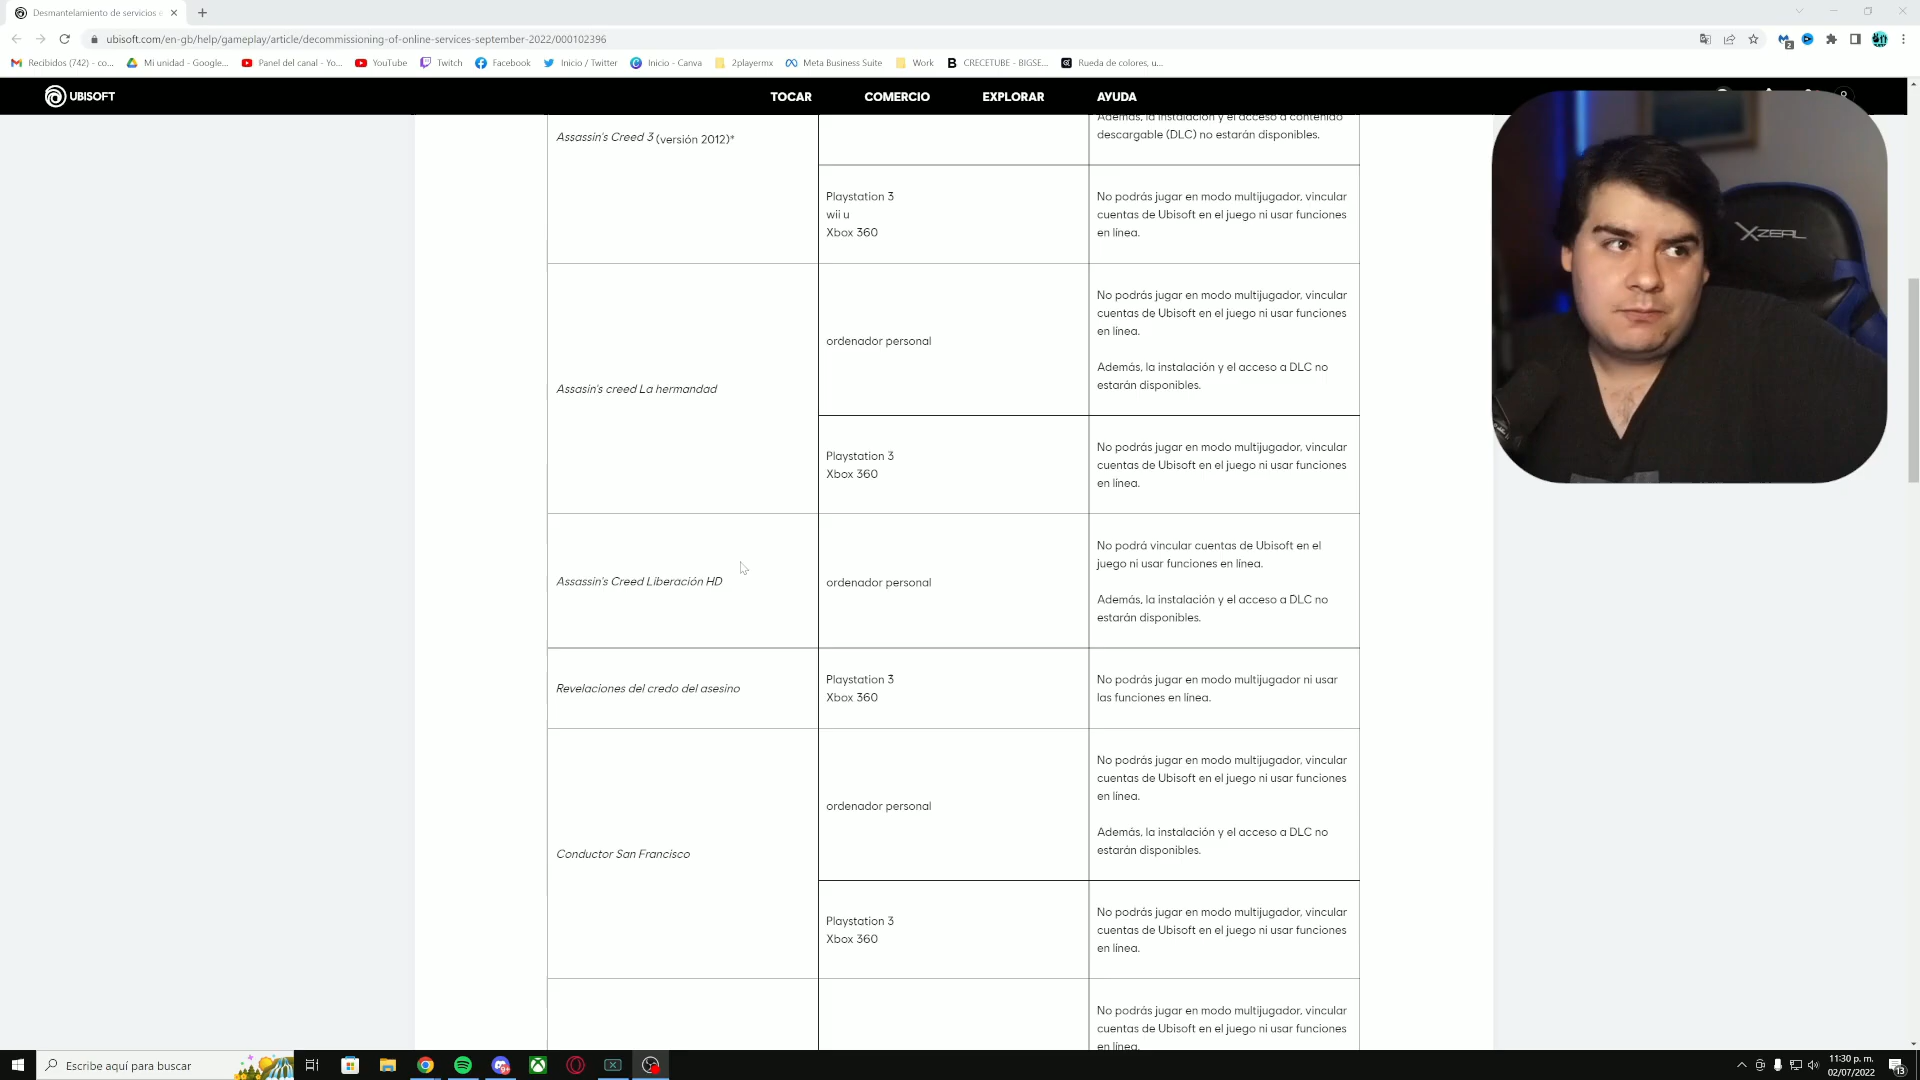 Desmantelamiento de servicios e
ubisoft.com/en-gb/help/gameplay/article/decommissioning-of-online-services-september-2022/000102396
2
Recibidos (742) - co...
Mi unidad - Google...
Panel del canal - Yo...
YouTube
Twitch
Facebook
Inicio / Twitter
Inicio - Canva
2playermx
Meta Business Suite
Work
B CRECETUBE - BIGSE...
Rueda de colores, u...
UBISOFT
TOCAR
COMERCIO
EXPLORAR
AYUDA
Assassin's Creed 3 (versión 2012)*
Además, la instalación y el acceso a contenido
descargable (DLC) no estarán disponibles.
Playstation 3
wii u
Xbox 360
No podrás jugar en modo multijugador, vincular
cuentas de Ubisoft en el juego ni usar funciones
en línea.
Assasin's creed La hermandad
ordenador personal
No podrás jugar en modo multijugador, vincular
cuentas de Ubisoft en el juego ni usar funciones
en línea.
Además, la instalación y el acceso a DLC no
estarán disponibles.
Playstation 3
Xbox 360
No podrás jugar en modo multijugador, vincular
cuentas de Ubisoft en el juego ni usar funciones
en línea.
Assassin's Creed Liberación HD
ordenador personal
No podrá vincular cuentas de Ubisoft en el
juego ni usar funciones en línea.
Además, la instalación y el acceso a DLC no
estarán disponibles.
Revelaciones del credo del asesino
Playstation 3
Xbox 360
No podrás jugar en modo multijugador ni usar
las funciones en línea.
Conductor San Francisco
ordenador personal
No podrás jugar en modo multijugador, vincular
cuentas de Ubisoft en el juego ni usar funciones
en línea.
Además, la instalación y el acceso a DLC no
estarán disponibles.
Playstation 3
Xbox 360
No podrás jugar en modo multijugador, vincular
cuentas de Ubisoft en el juego ni usar funciones
en línea.
No podrás jugar en modo multijugador, vincular
cuentas de Ubisoft en el juego ni usar funciones
en línea.
XZEAL
Escribe aquí para buscar
11:30 p. m.
02/07/2022
13